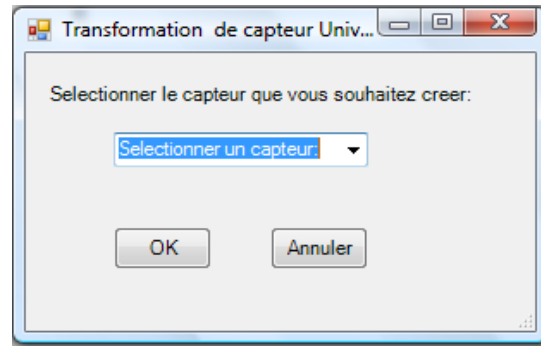 Transformation de capteur Univ...
Selectionner le capteur que vous souhaitez creer:
Selectionner un capteur:
OK
Annuler